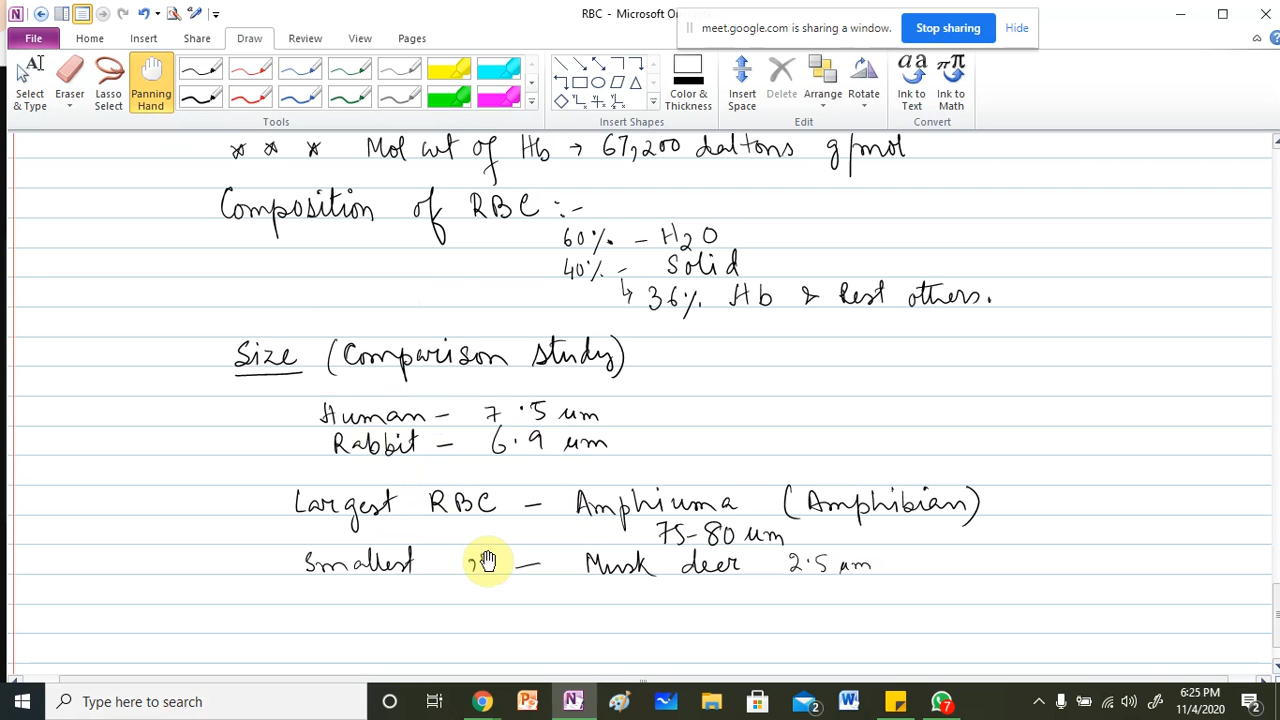 RBC - Microsoft On
meet.google.com is sharing a window. Stop sharing Hide
File Home Insert Share Draw Review View Pages
Select & Type Eraser Lasso Select Panning Hand Color & Thickness Insert Space Delete Arrange Rotate Ink to Text Ink to Math
Tools Insert Shapes Edit Convert
* * * Mol wt of Hb → 67,200 daltons g/mol
Composition of RBC :-
60% - H2O
40% - Solid
↳ 36% Hb & Rest others.
Size (Comparison study)
Human - 7.5 um
Rabbit - 6.9 um
Largest RBC - Amphiuma (Amphibian)
75-80 um
Smallest — Musk deer 2.5 µm
Type here to search
2 7 6:25 PM
11/4/2020 2